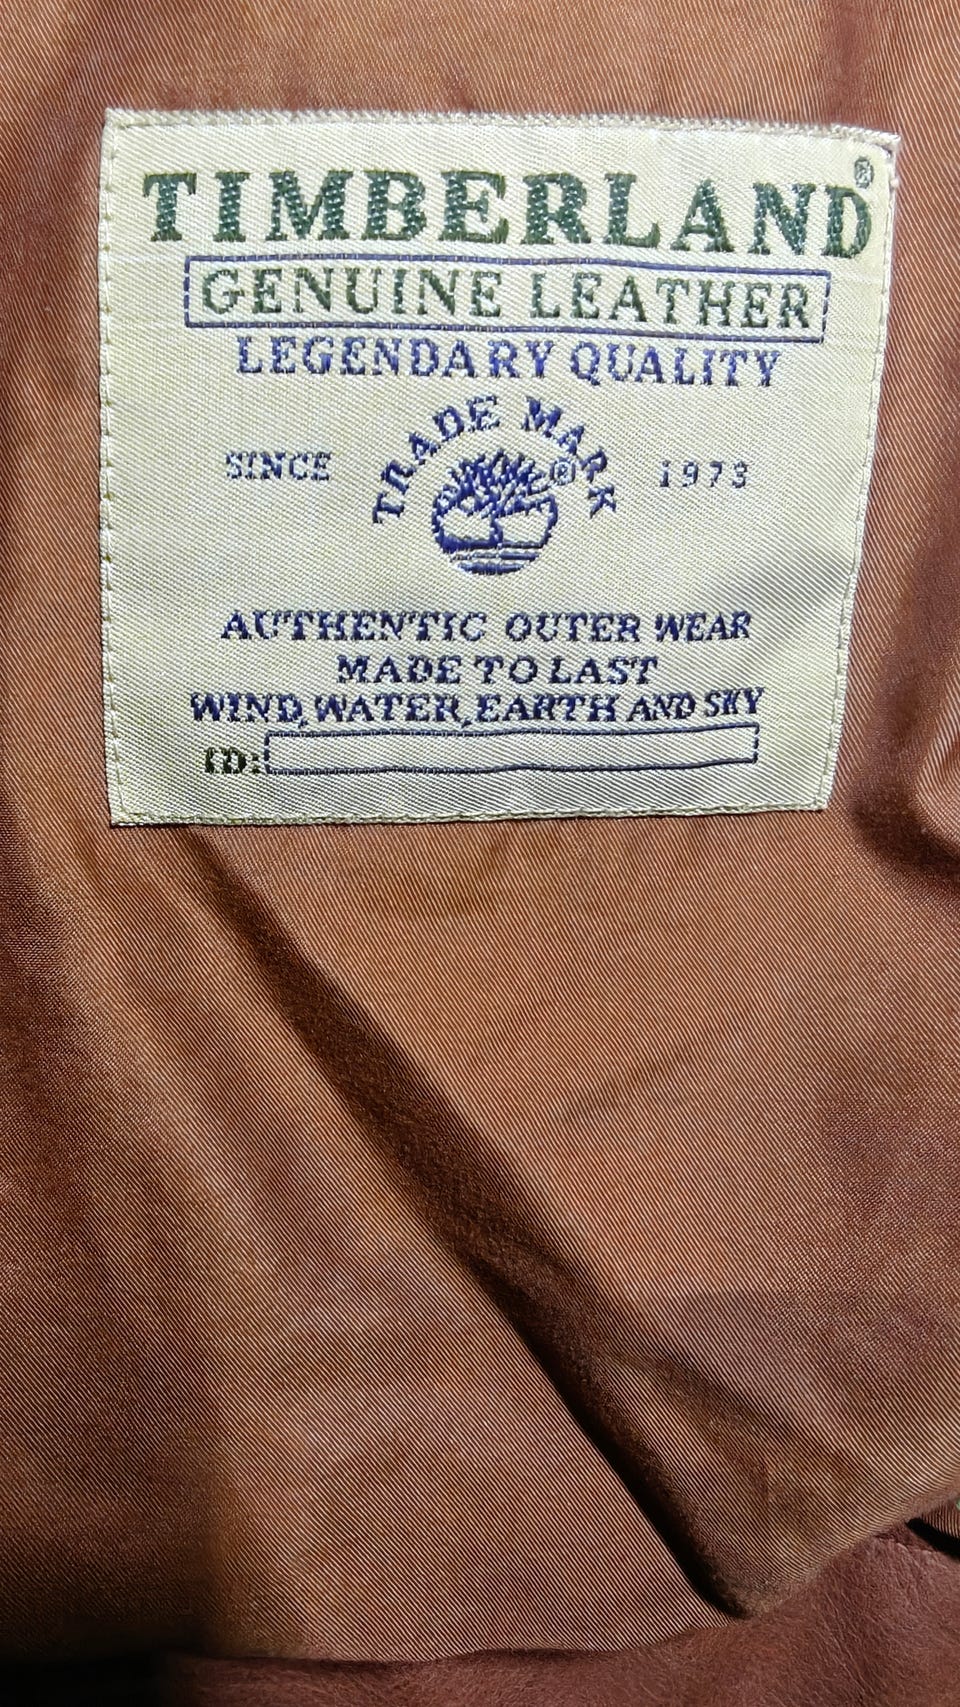 TIMBERLAND®
GENUINE LEATHER
LEGENDARY QUALITY
TRADE MARK
SINCE ® 1973
AUTHENTIC OUTER WEAR
MADE TO LAST
WIND, WATER, EARTH AND SKY
ID: